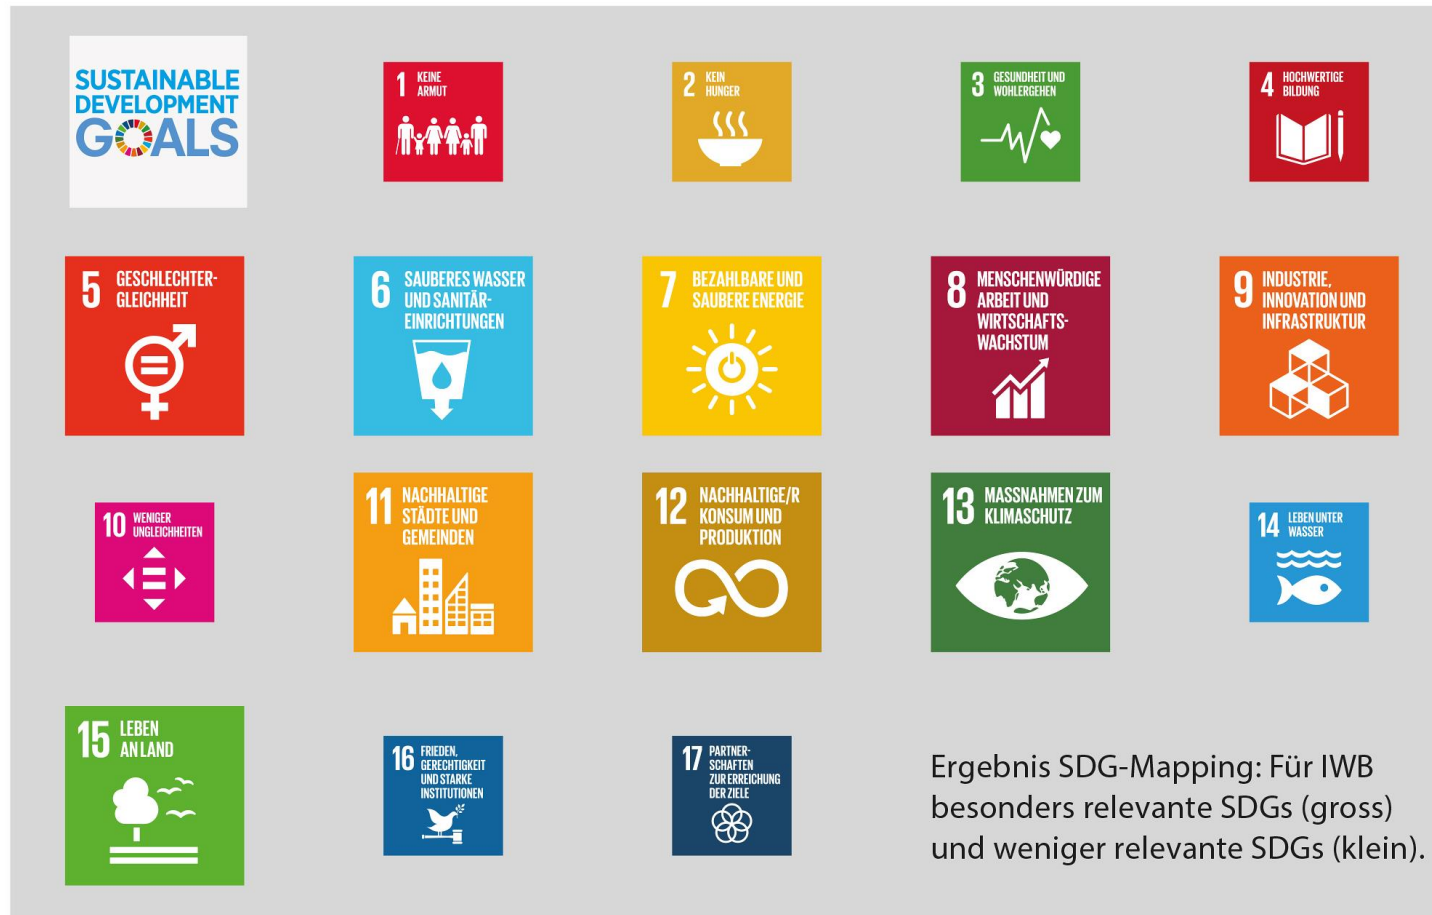 SUSTAINABLE
DEVELOPMENT
GOALS
1 KEINE
ARMUT
2 KEIN
HUNGER
3 GESUNDHEIT UND
WOHLERGEHEN
4 HOCHWERTIGE
BILDUNG
5 GESCHLECHTER-
GLEICHHEIT
6 SAUBERES WASSER
UND SANITÄR-
EINRICHTUNGEN
7 BEZAHLBARE UND
SAUBERE ENERGIE
8 MENSCHENWÜRDIGE
ARBEIT UND
WIRTSCHAFTS-
WACHSTUM
9 INDUSTRIE,
INNOVATION UND
INFRASTRUKTUR
10 WENIGER
UNGLEICHHEITEN
11 NACHHALTIGE
STÄDTE UND
GEMEINDEN
12 NACHHALTIGE/R
KONSUM UND
PRODUKTION
13 MASSNAHMEN ZUM
KLIMASCHUTZ
14 LEBEN UNTER
WASSER
15 LEBEN
AN LAND
16 FRIEDEN,
GERECHTIGKEIT
UND STARKE
INSTITUTIONEN
17 PARTNER-
SCHAFTEN
ZUR ERREICHUNG
DER ZIELE
Ergebnis SDG-Mapping: Für IWB
besonders relevante SDGs (gross)
und weniger relevante SDGs (klein).